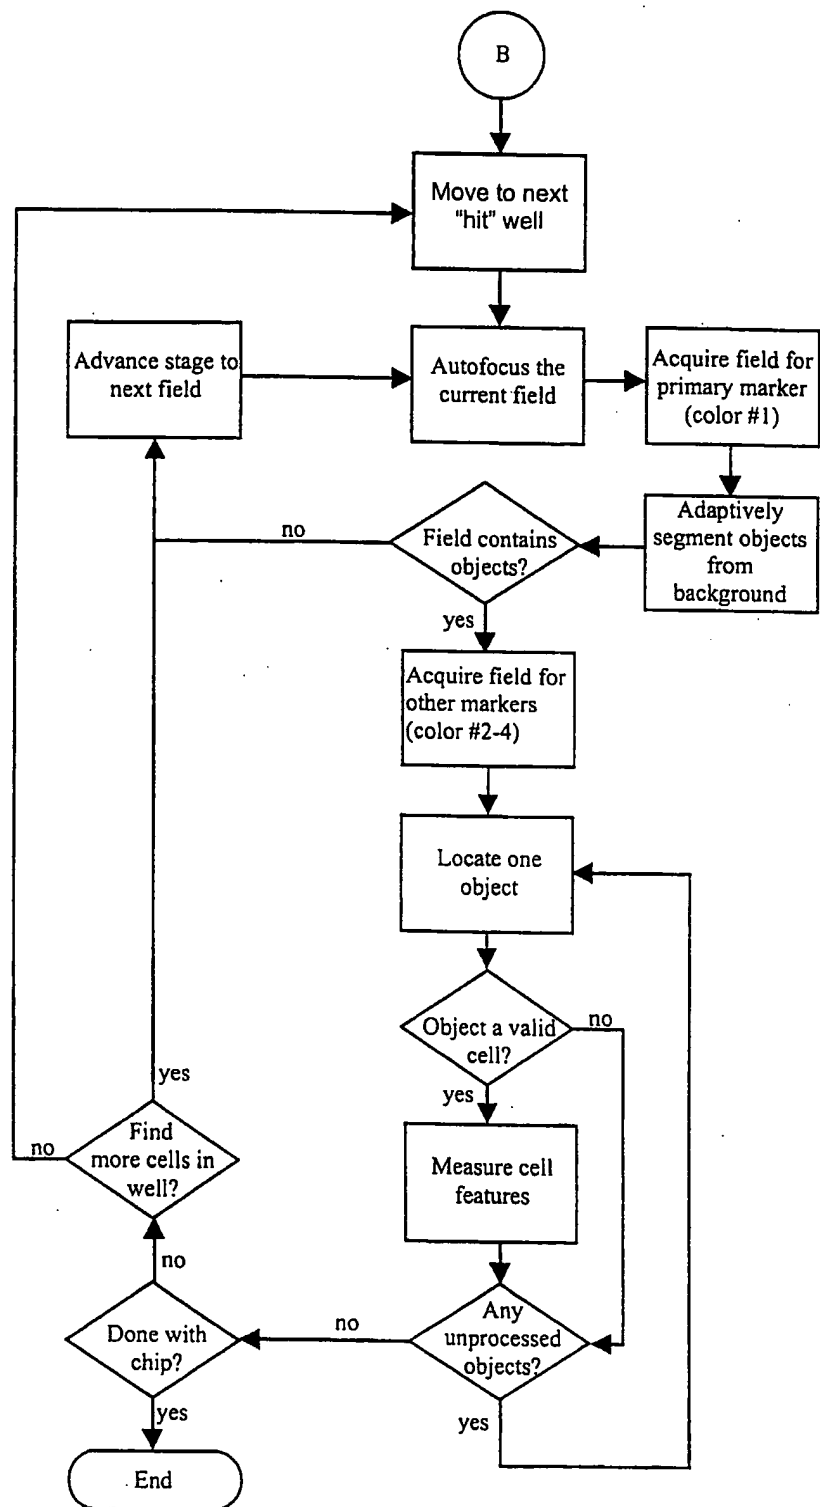 B
Move to next
"hit" well
Advance stage to
next field
Autofocus the
current field
Acquire field for
primary marker
(color #1)
Adaptively
segment objects
from
background
Field contains
objects?
no
yes
Acquire field for
other markers
(color #2-4)
Locate one
object
Object a valid
cell?
no
yes
Measure cell
features
Any
unprocessed
objects?
no
yes
Done with
chip?
no
yes
Find
more cells in
well?
no
yes
End